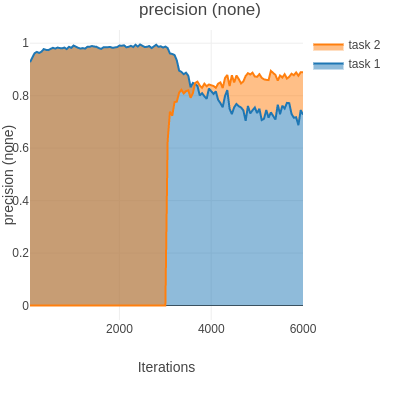 precision (none)
task 2
task 1
precision (none)
1
0.8
0.6
0.4
0.2
0
2000
4000
6000
Iterations